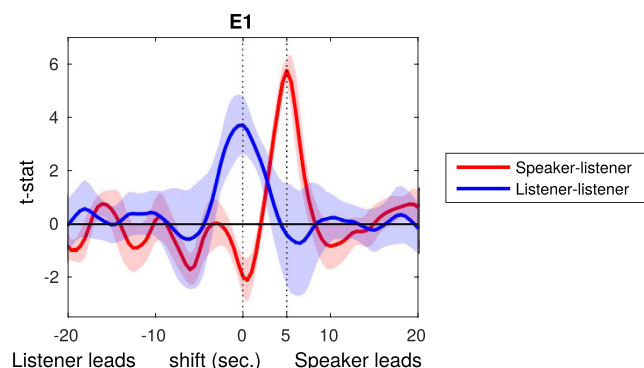 E1
t-stat
6
4
2
0
-2
-20 -10 0 5 10 20
Listener leads shift (sec.) Speaker leads
Speaker-listener
Listener-listener